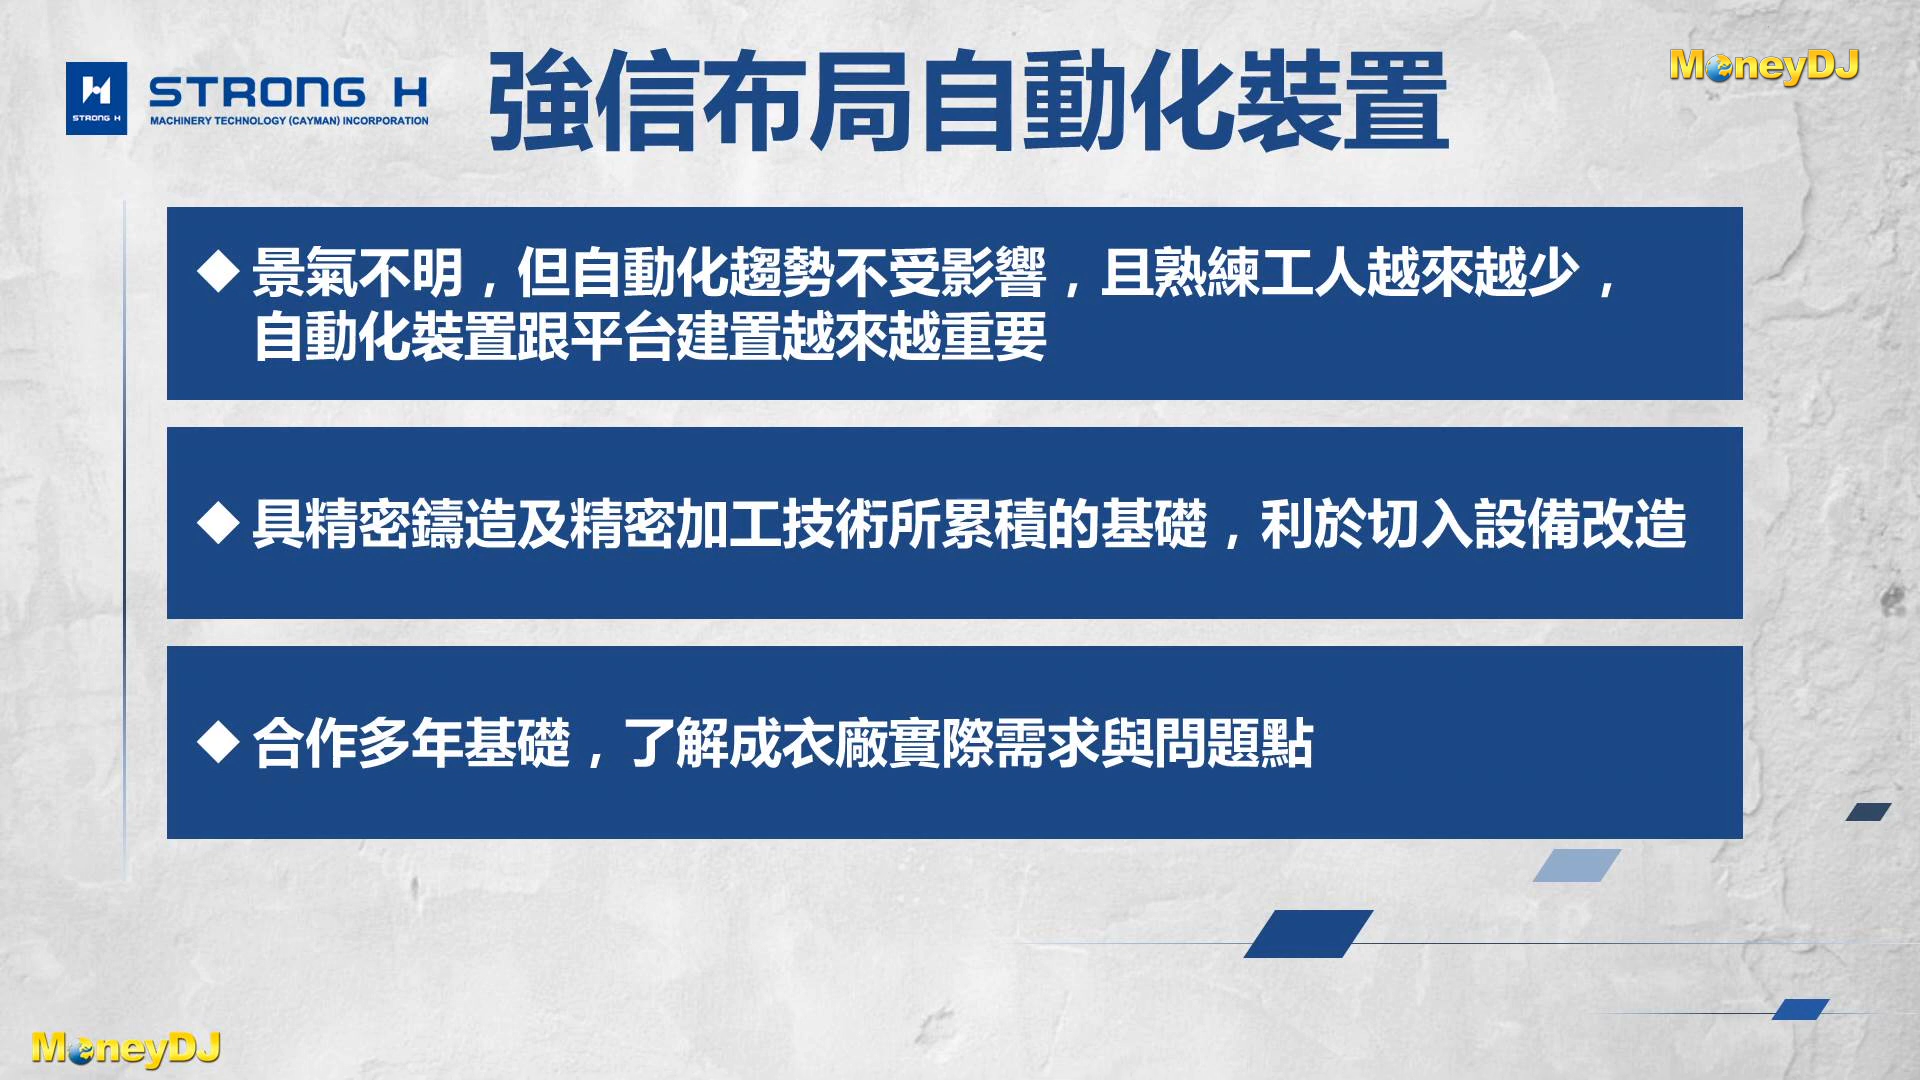 STRONG H
STRONG H
MACHINERY TECHNOLOGY (CAYMAN) INCORPORATION
強信布局自動化裝置
MoneyDJ
◆ 景氣不明，但自動化趨勢不受影響，且熟練工人越來越少，
自動化裝置跟平台建置越來越重要
◆ 具精密鑄造及精密加工技術所累積的基礎，利於切入設備改造
◆ 合作多年基礎，了解成衣廠實際需求與問題點
MoneyDJ